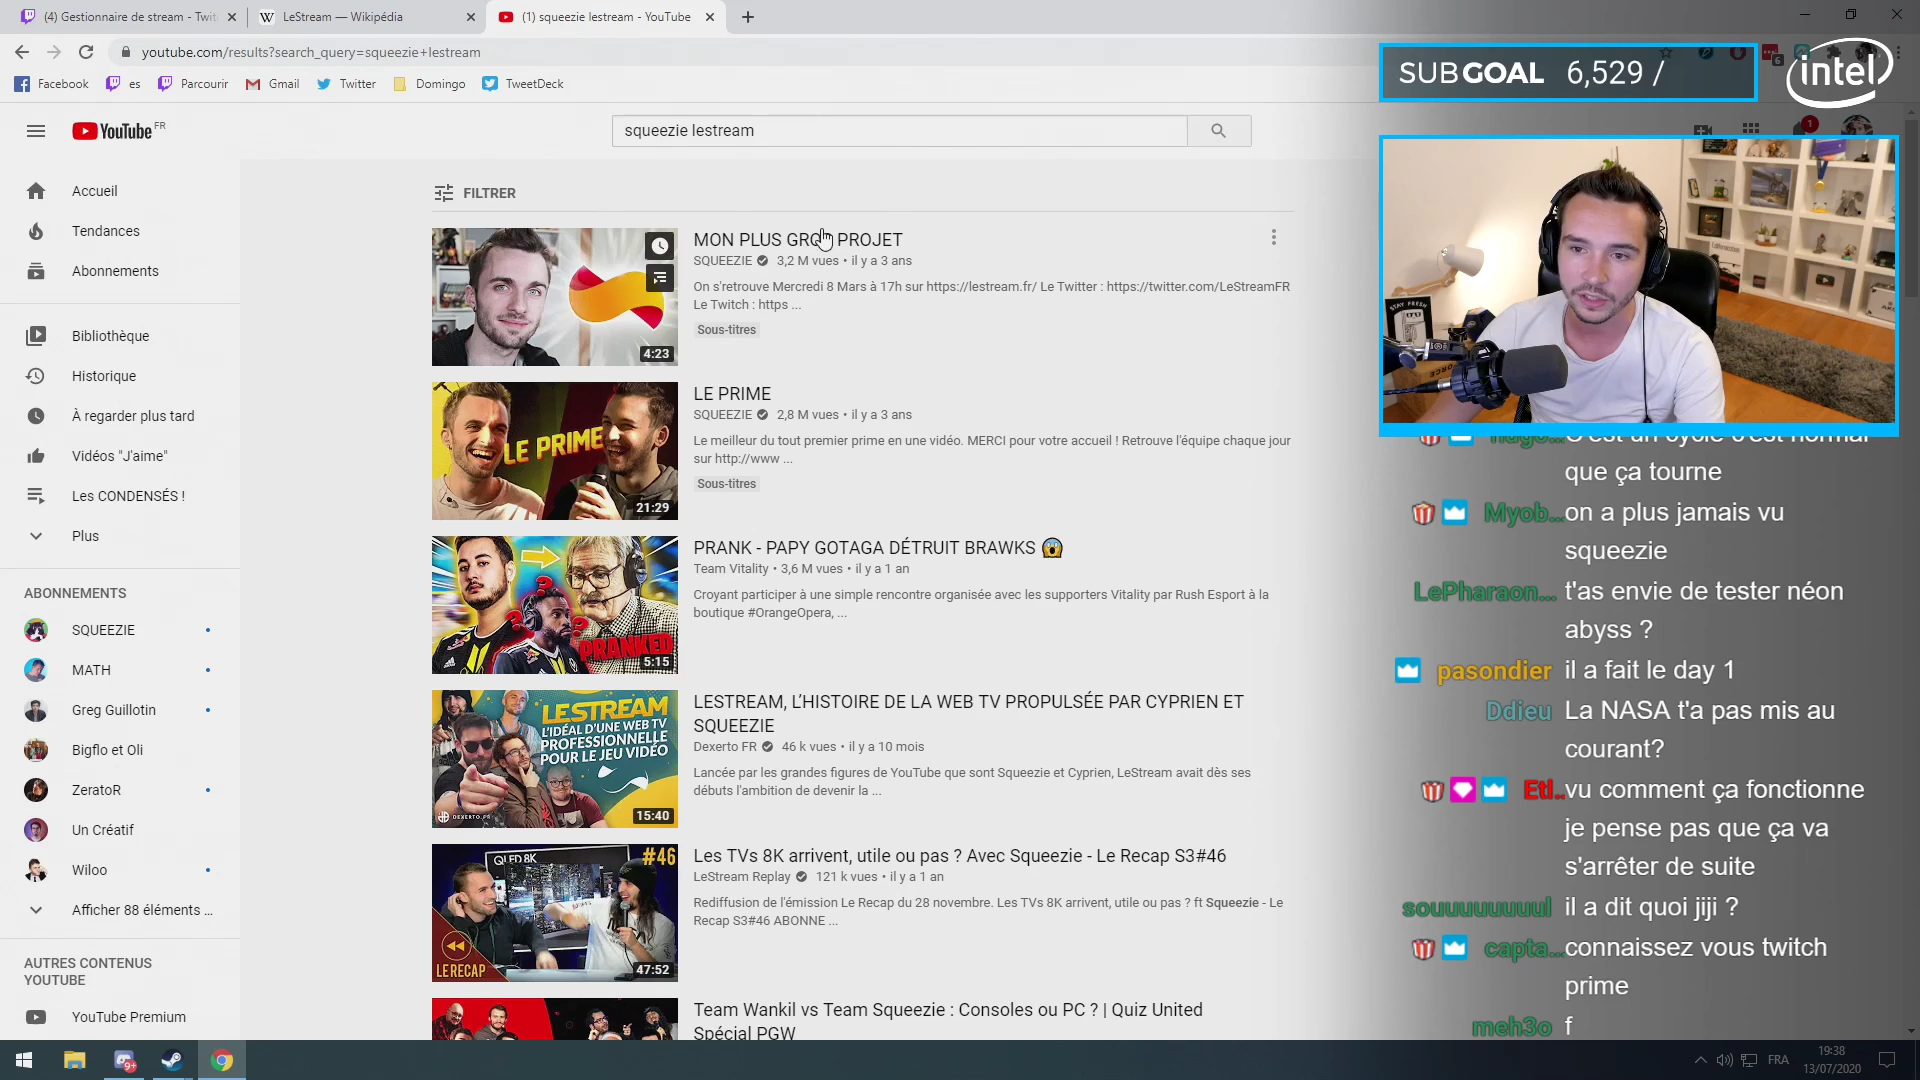 (4) Gestionnaire de stream - Twit
LeStream — Wikipédia
(1) squeezie lestream - YouTube
youtube.com/results?search_query=squeezie+lestream
Facebook
es
Parcourir
Gmail
Twitter
Domingo
TweetDeck
SUBGOAL 6,529 /
intel
YouTube FR
squeezie lestream
1
Accueil
Tendances
Abonnements
Bibliothèque
Historique
À regarder plus tard
Vidéos "J'aime"
Les CONDENSÉS !
Plus
ABONNEMENTS
SQUEEZIE
MATH
Greg Guillotin
Bigflo et Oli
ZeratoR
Un Créatif
Wiloo
Afficher 88 éléments ...
AUTRES CONTENUS
YOUTUBE
YouTube Premium
FILTRER
4:23
MON PLUS GROS PROJET
SQUEEZIE 3,2 M vues • il y a 3 ans
On s'retrouve Mercredi 8 Mars à 17h sur https://lestream.fr/ Le Twitter : https://twitter.com/LeStreamFR
Le Twitch : https ...
Sous-titres
LE PRIME
21:29
LE PRIME
SQUEEZIE 2,8 M vues • il y a 3 ans
Le meilleur du tout premier prime en une vidéo. MERCI pour votre accueil ! Retrouve l'équipe chaque jour
sur http://www ...
Sous-titres
PRANKED
5:15
PRANK - PAPY GOTAGA DÉTRUIT BRAWKS 😱
Team Vitality • 3,6 M vues • il y a 1 an
Croyant participer à une simple rencontre organisée avec les supporters Vitality par Rush Esport à la
boutique #OrangeOpera, ...
LESTREAM
L'IDÉAL D'UNE WEB TV
PROFESSIONNELLE
POUR LE JEU VIDÉO
DEXERTO.FR
15:40
LESTREAM, L'HISTOIRE DE LA WEB TV PROPULSÉE PAR CYPRIEN ET
SQUEEZIE
Dexerto FR 46 k vues • il y a 10 mois
Lancée par les grandes figures de YouTube que sont Squeezie et Cyprien, LeStream avait dès ses
débuts l'ambition de devenir la ...
QLED 8K
#46
LE RECAP
47:52
Les TVs 8K arrivent, utile ou pas ? Avec Squeezie - Le Recap S3#46
LeStream Replay 121 k vues • il y a 1 an
Rediffusion de l'émission Le Recap du 28 novembre. Les TVs 8K arrivent, utile ou pas ? ft Squeezie - Le
Recap S3#46 ABONNE ...
Team Wankil vs Team Squeezie : Consoles ou PC ? | Quiz United
Spécial PGW
STAY FRESH
hugo... C'est un cycle c'est normal
que ça tourne
Myob... on a plus jamais vu
squeezie
LePharaon... t'as envie de tester néon
abyss ?
pasondier il a fait le day 1
Ddieu La NASA t'a pas mis au
courant?
Etl.. vu comment ça fonctionne
je pense pas que ça va
s'arrêter de suite
souuuuuuuul il a dit quoi jiji ?
capta... connaissez vous twitch
prime
meh3o f
9+
FRA
19:38
13/07/2020